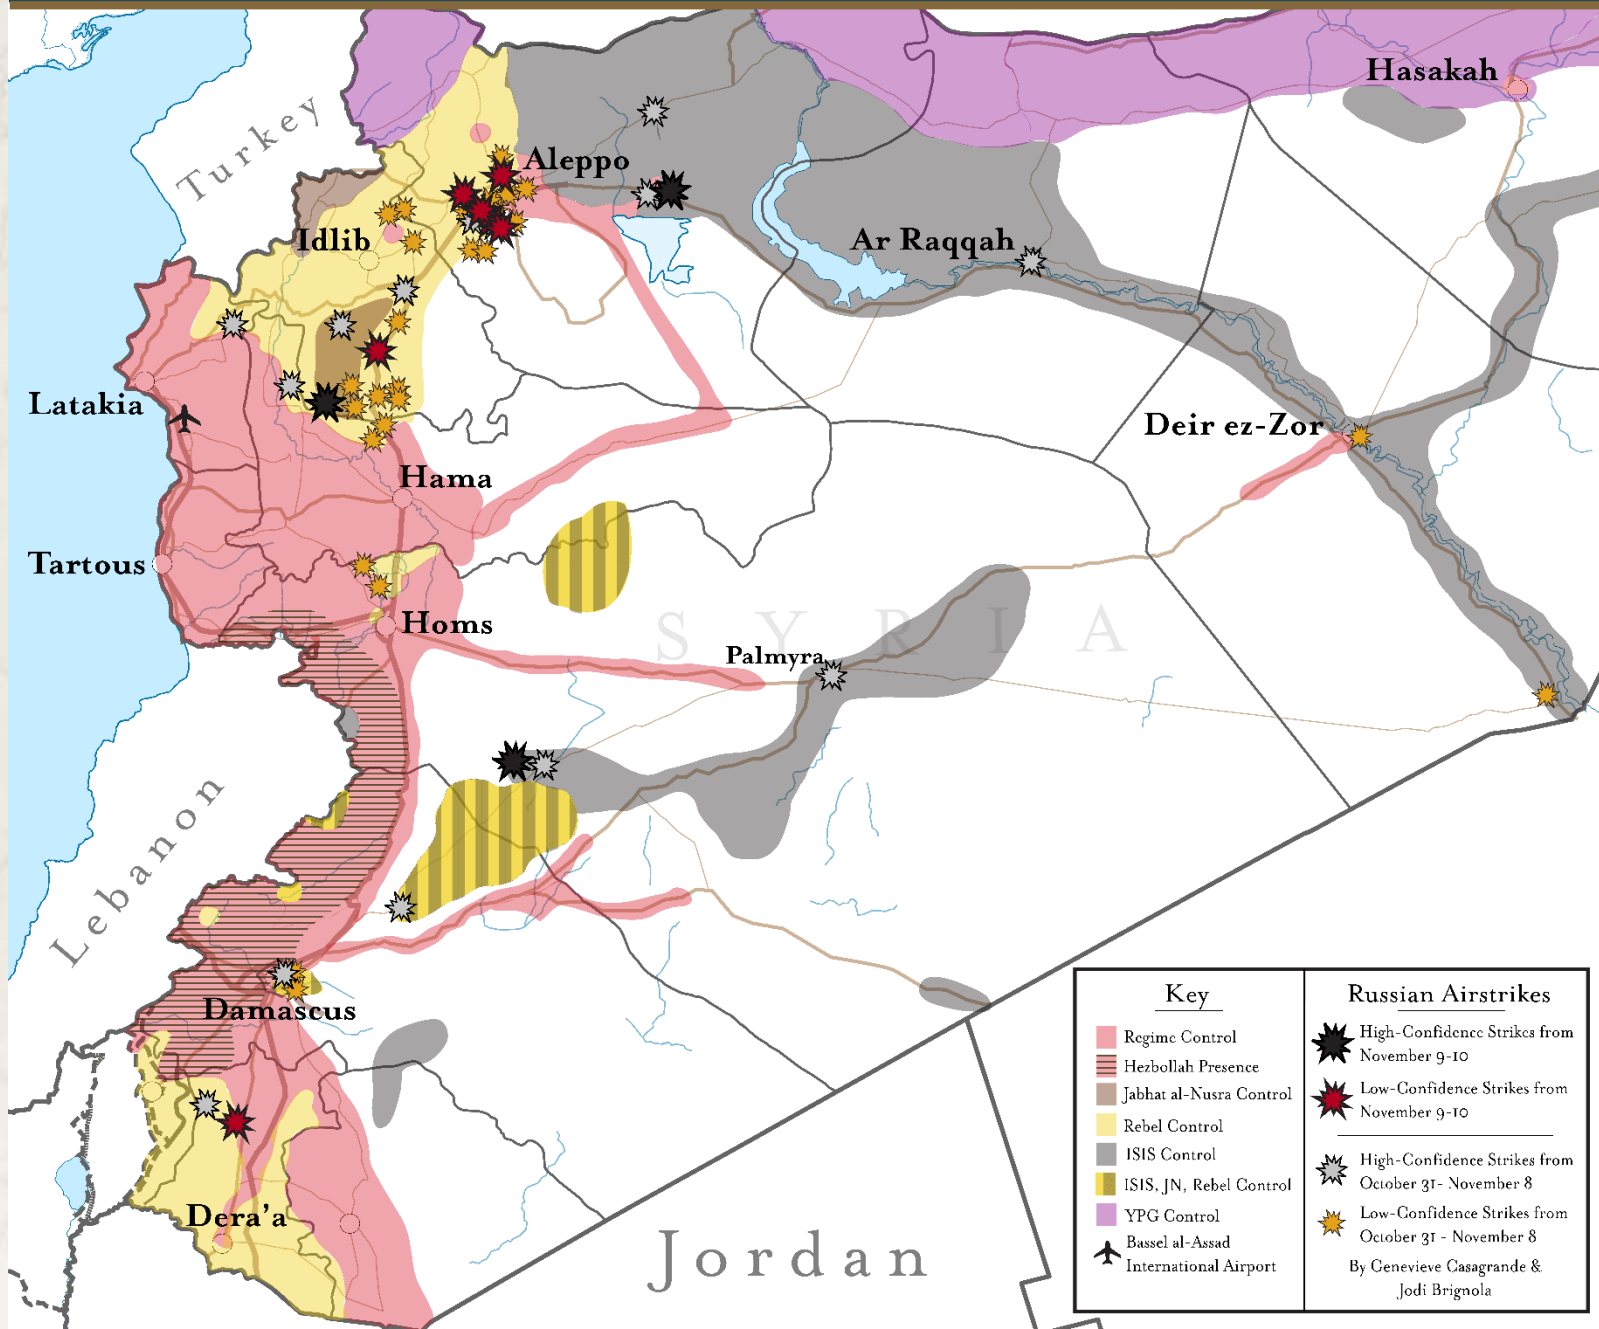 Hasakah
Turkey
Aleppo
Idlib
Ar Raqqah
Latakia
Deir ez-Zor
Hama
Tartous
Homs
SYRIA
Palmyra
Lebanon
Damascus
Dera'a
Jordan
Key
Regime Control
Hezbollah Presence
Jabhat al-Nusra Control
Rebel Control
ISIS Control
ISIS, JN, Rebel Control
YPG Control
Bassel al-Assad
International Airport
Russian Airstrikes
High-Confidence Strikes from
November 9-10
Low-Confidence Strikes from
November 9-10
High-Confidence Strikes from
October 31- November 8
Low-Confidence Strikes from
October 31 - November 8
By Genevieve Casagrande &
Jodi Brignola